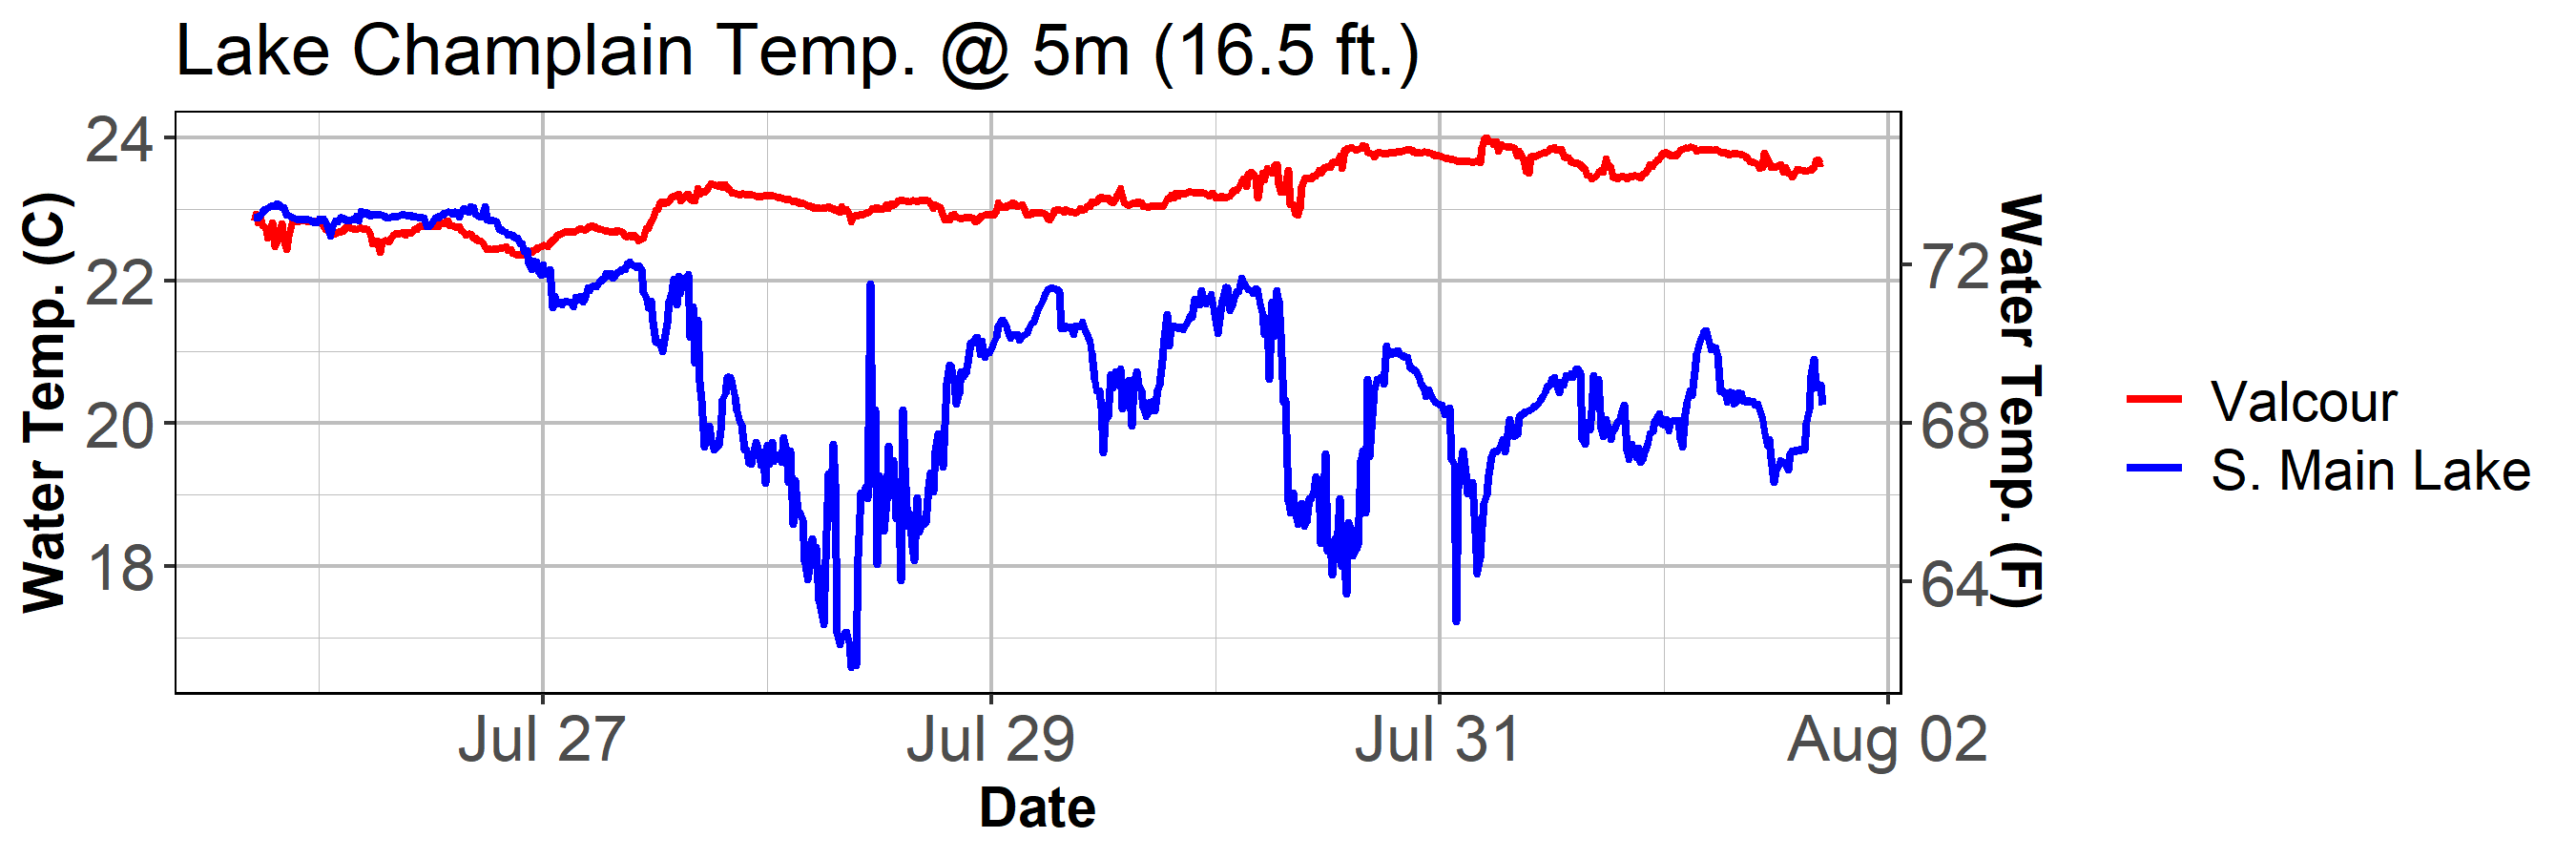 Lake Champlain Temp. @ 5m (16.5 ft.)
Water Temp. (C)
24
22
20
18
72
68
64
Water Temp. (F)
Valcour
S. Main Lake
Jul 27
Jul 29
Jul 31
Aug 02
Date